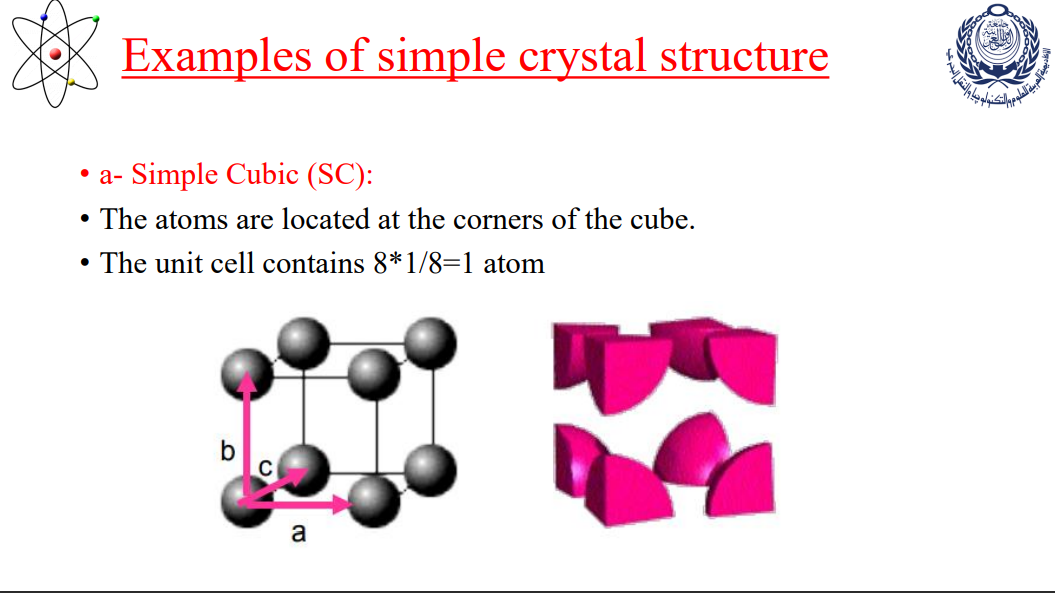 Examples of simple crystal structure
• a- Simple Cubic (SC):
• The atoms are located at the corners of the cube.
• The unit cell contains 8*1/8=1 atom
b
c
a